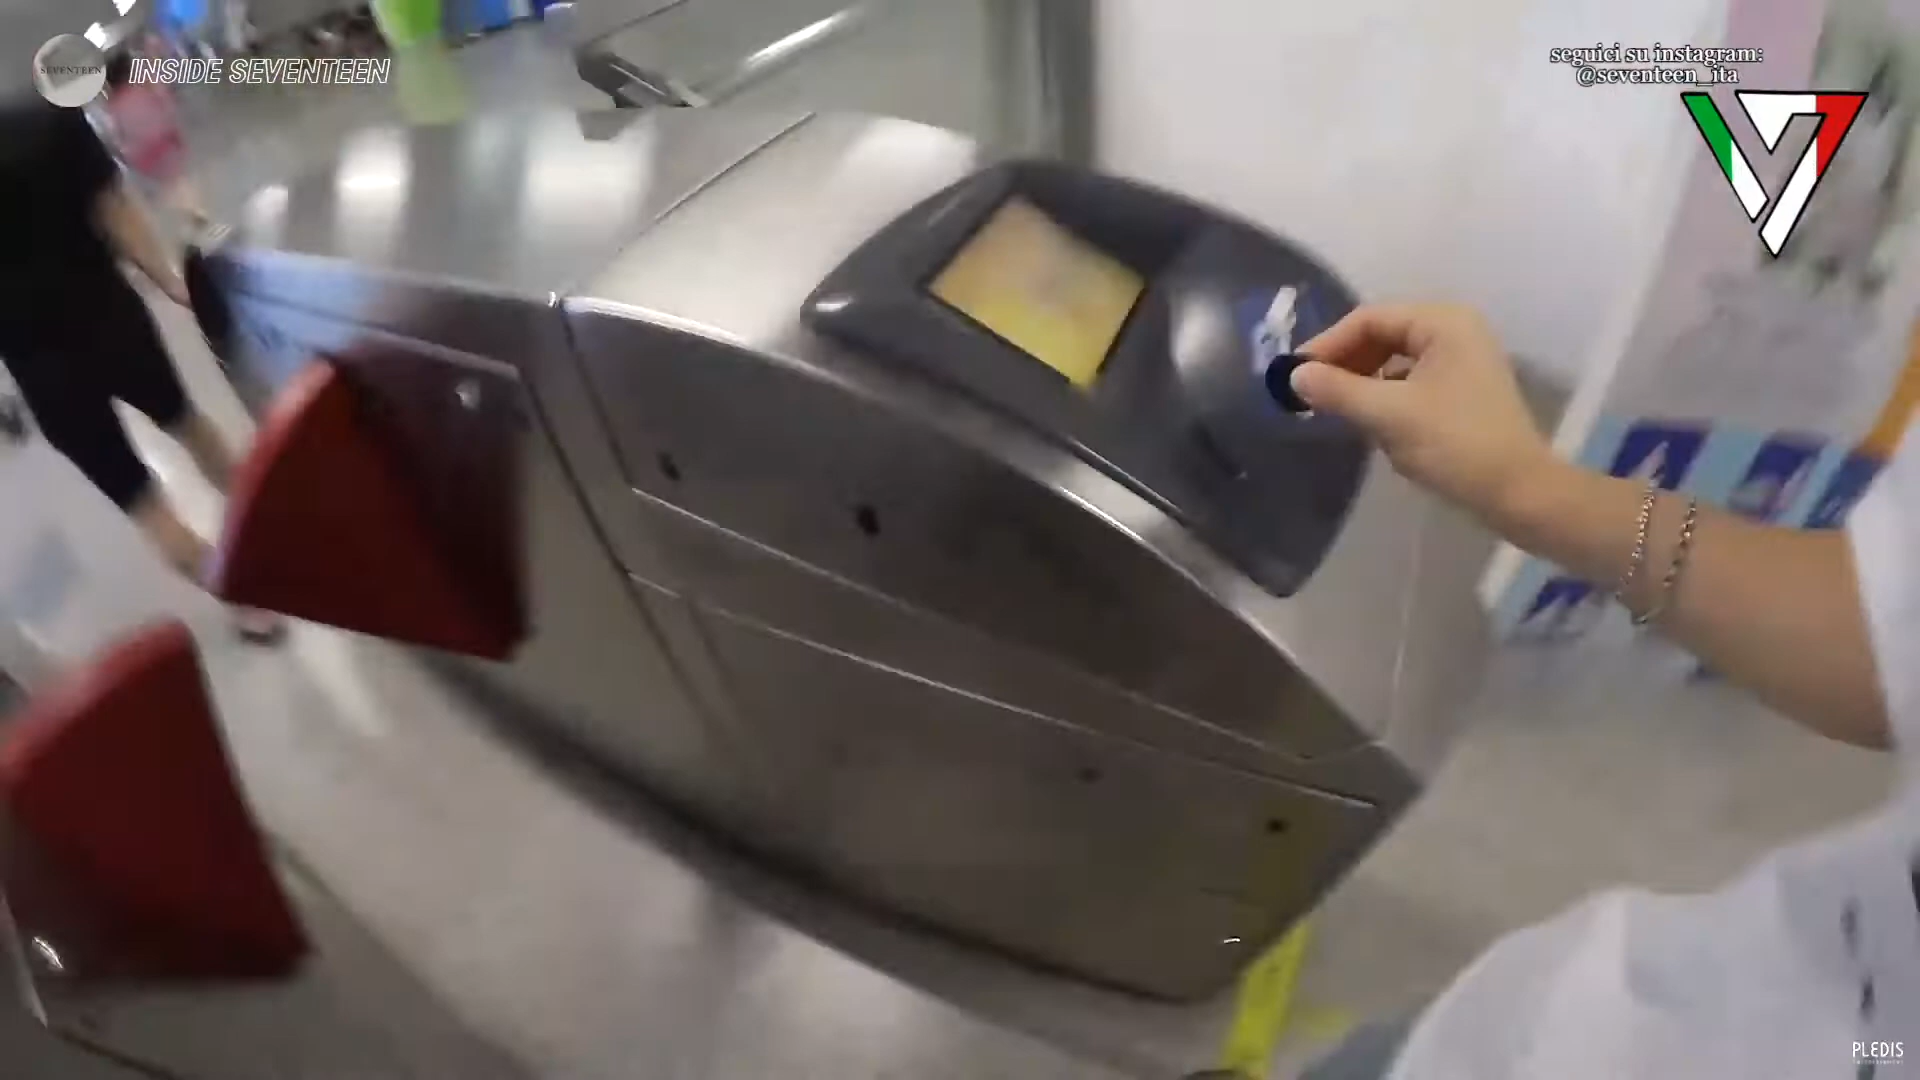 SEVENTEEN
INSIDE SEVENTEEN
seguici su instagram:
@seventeen_ita
PLEDIS